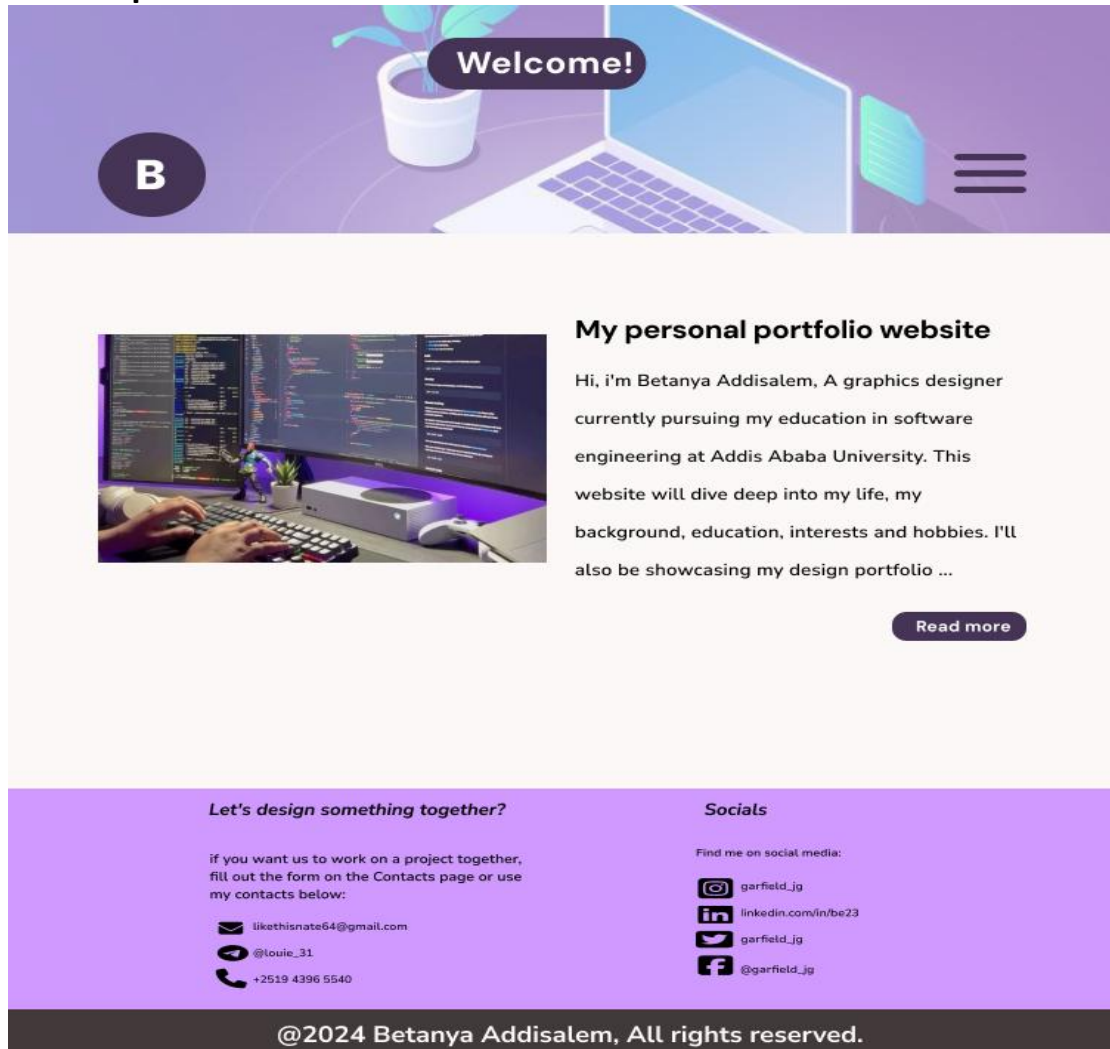 Welcome!
B
My personal portfolio website
Hi, i'm Betanya Addisalem, A graphics designer
currently pursuing my education in software
engineering at Addis Ababa University. This
website will dive deep into my life, my
background, education, interests and hobbies. I'll
also be showcasing my design portfolio ...
Read more
Let's design something together?
if you want us to work on a project together,
fill out the form on the Contacts page or use
my contacts below:
likethisnate64@gmail.com
@louie_31
+2519 4396 5540
Socials
Find me on social media:
garfield_jg
linkedin.com/in/be23
garfield_jg
@garfield_jg
@2024 Betanya Addisalem, All rights reserved.